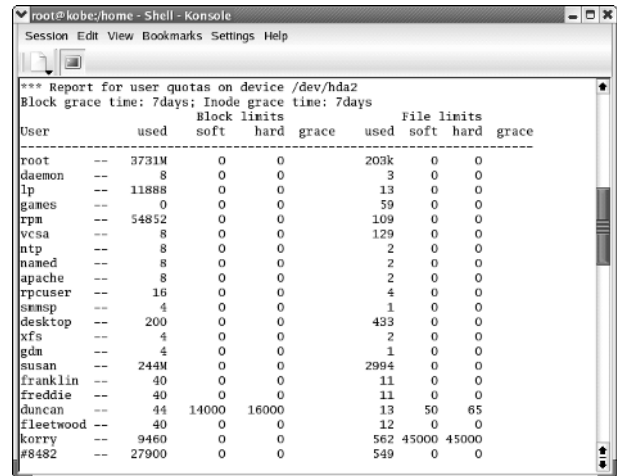 root@kobe:/home - Shell - Konsole
Session Edit View Bookmarks Settings Help
*** Report for user quotas on device /dev/hda2
Block grace time: 7days; Inode grace time: 7days
Block limits File limits
User used soft hard grace used soft hard grace
----------------------------------------------------------------------
root -- 3731M 0 0 203k 0 0
daemon -- 8 0 0 3 0 0
lp -- 11888 0 0 13 0 0
games -- 0 0 0 59 0 0
rpm -- 54852 0 0 109 0 0
vcsa -- 8 0 0 129 0 0
ntp -- 8 0 0 2 0 0
named -- 8 0 0 2 0 0
apache -- 8 0 0 2 0 0
rpcuser -- 16 0 0 4 0 0
smmsp -- 4 0 0 1 0 0
desktop -- 200 0 0 433 0 0
xfs -- 4 0 0 2 0 0
gdm -- 4 0 0 1 0 0
susan -- 244M 0 0 2994 0 0
franklin -- 40 0 0 11 0 0
freddie -- 40 0 0 11 0 0
duncan -- 44 14000 16000 13 50 65
fleetwood -- 40 0 0 12 0 0
korry -- 9460 0 0 562 45000 45000
#8482 -- 27900 0 0 549 0 0